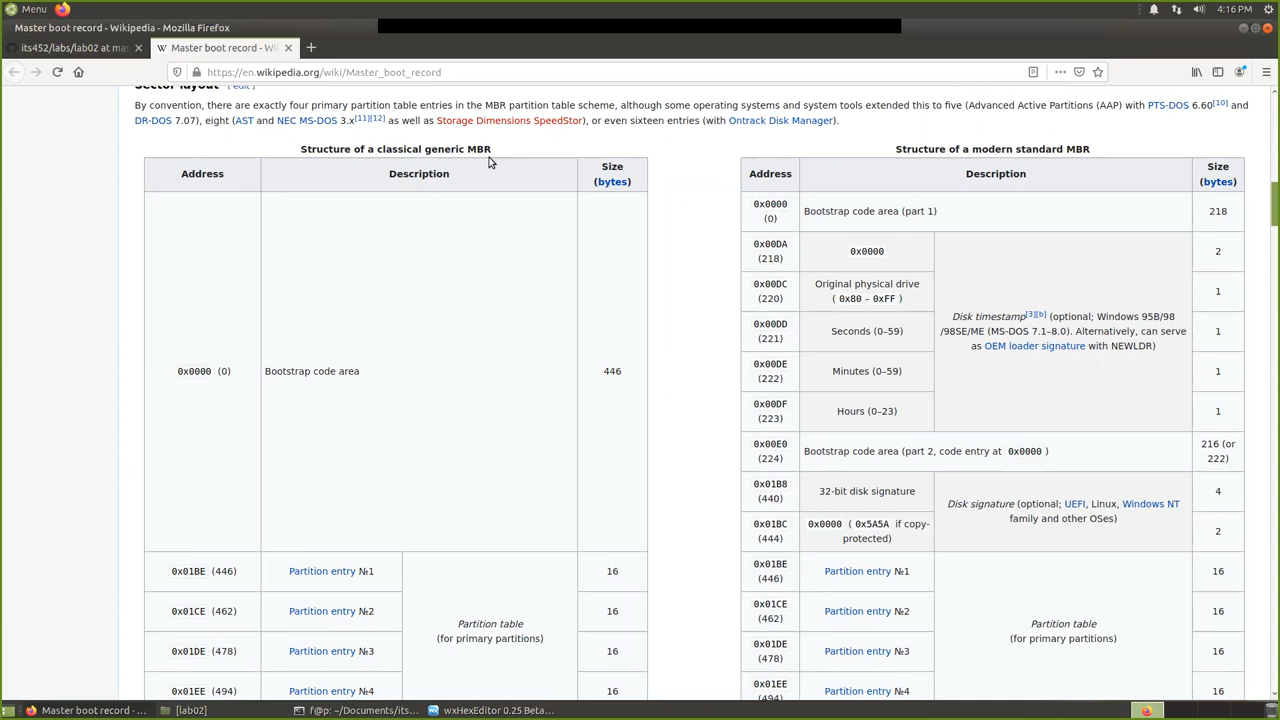 Menu
4:16 PM
Master boot record - Wikipedia - Mozilla Firefox
its452/labs/lab02 at ma
Master boot record - Wiki
https://en.wikipedia.org/wiki/Master_boot_record
Sector layout [ edit ]
By convention, there are exactly four primary partition table entries in the MBR partition table scheme, although some operating systems and system tools extended this to five (Advanced Active Partitions (AAP) with PTS-DOS 6.60[10] and
DR-DOS 7.07), eight (AST and NEC MS-DOS 3.x[11][12] as well as Storage Dimensions SpeedStor), or even sixteen entries (with Ontrack Disk Manager).
Structure of a classical generic MBR
Address Description Size
(bytes)
0x0000 (0) Bootstrap code area 446
0x01BE (446) Partition entry №1 16
0x01CE (462) Partition entry №2 16
Partition table
(for primary partitions)
0x01DE (478) Partition entry №3 16
0x01EE (494) Partition entry №4 16
Structure of a modern standard MBR
Address Description Size
(bytes)
0x0000
(0)
Bootstrap code area (part 1) 218
0x00DA
(218)
0x0000 2
0x00DC
(220)
Original physical drive
( 0x80 – 0xFF )
1
Disk timestamp[3][b] (optional; Windows 95B/98
/98SE/ME (MS-DOS 7.1–8.0). Alternatively, can serve
as OEM loader signature with NEWLDR)
0x00DD
(221)
Seconds (0–59) 1
0x00DE
(222)
Minutes (0–59) 1
0x00DF
(223)
Hours (0–23) 1
0x00E0
(224)
Bootstrap code area (part 2, code entry at 0x0000 )
216 (or
222)
0x01B8
(440)
32-bit disk signature 4
Disk signature (optional; UEFI, Linux, Windows NT
family and other OSes)
0x01BC
(444)
0x0000 ( 0x5A5A if copy-
protected)
2
0x01BE
(446)
Partition entry №1 16
0x01CE
(462)
Partition entry №2 16
Partition table
(for primary partitions)
0x01DE
(478)
Partition entry №3 16
0x01EE
(494)
Partition entry №4 16
Master boot record - ...
[lab02]
f@p: ~/Documents/its...
wxHexEditor 0.25 Beta...